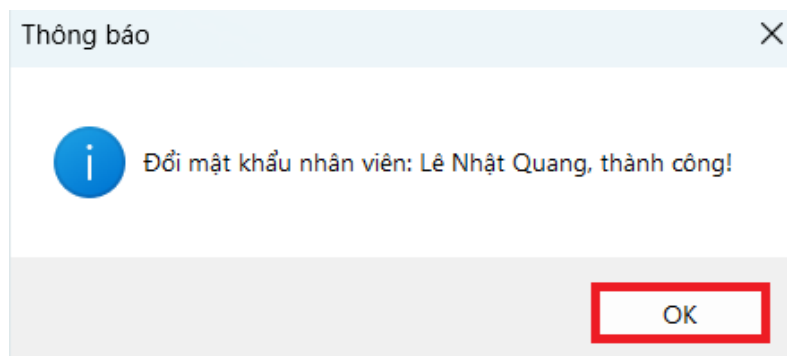 Thông báo
Đổi mật khẩu nhân viên: Lê Nhật Quang, thành công!
OK